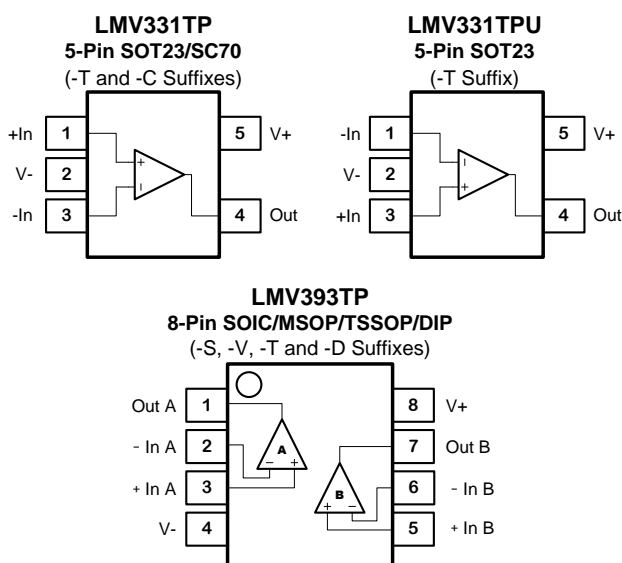 LMV331TP
5-Pin SOT23/SC70
(-T and -C Suffixes)
+In 1 5 V+
+
V- 2
−
-In 3 4 Out
LMV331TPU
5-Pin SOT23
(-T Suffix)
-In 1 5 V+
−
V- 2
+
+In 3 4 Out
LMV393TP
8-Pin SOIC/MSOP/TSSOP/DIP
(-S, -V, -T and -D Suffixes)
Out A 1 8 V+
- In A 2 A 7 Out B
− +
+ In A 3 B 6 - In B
+ −
V- 4 5 + In B